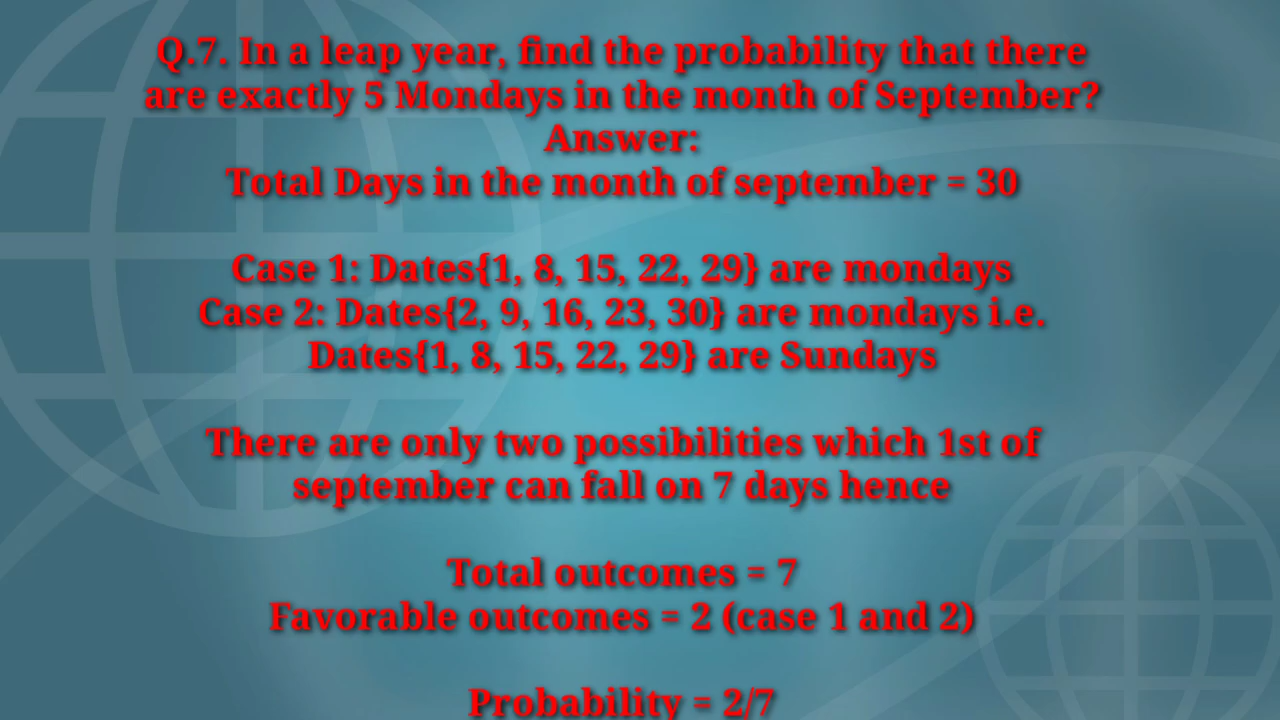 Q.7. In a leap year, find the probability that there
are exactly 5 Mondays in the month of September?
Answer:
Total Days in the month of september = 30
Case 1: Dates{1, 8, 15, 22, 29} are mondays
Case 2: Dates{2, 9, 16, 23, 30} are mondays i.e.
Dates{1, 8, 15, 22, 29} are Sundays
There are only two possibilities which 1st of
september can fall on 7 days hence
Total outcomes = 7
Favorable outcomes = 2 (case 1 and 2)
Probability = 2/7